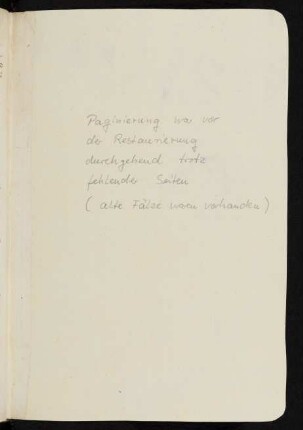 Paginierung war vor
der Restaurierung
durchgehend trotz
fehlender Seiten
( alte Fälze waren vorhanden )